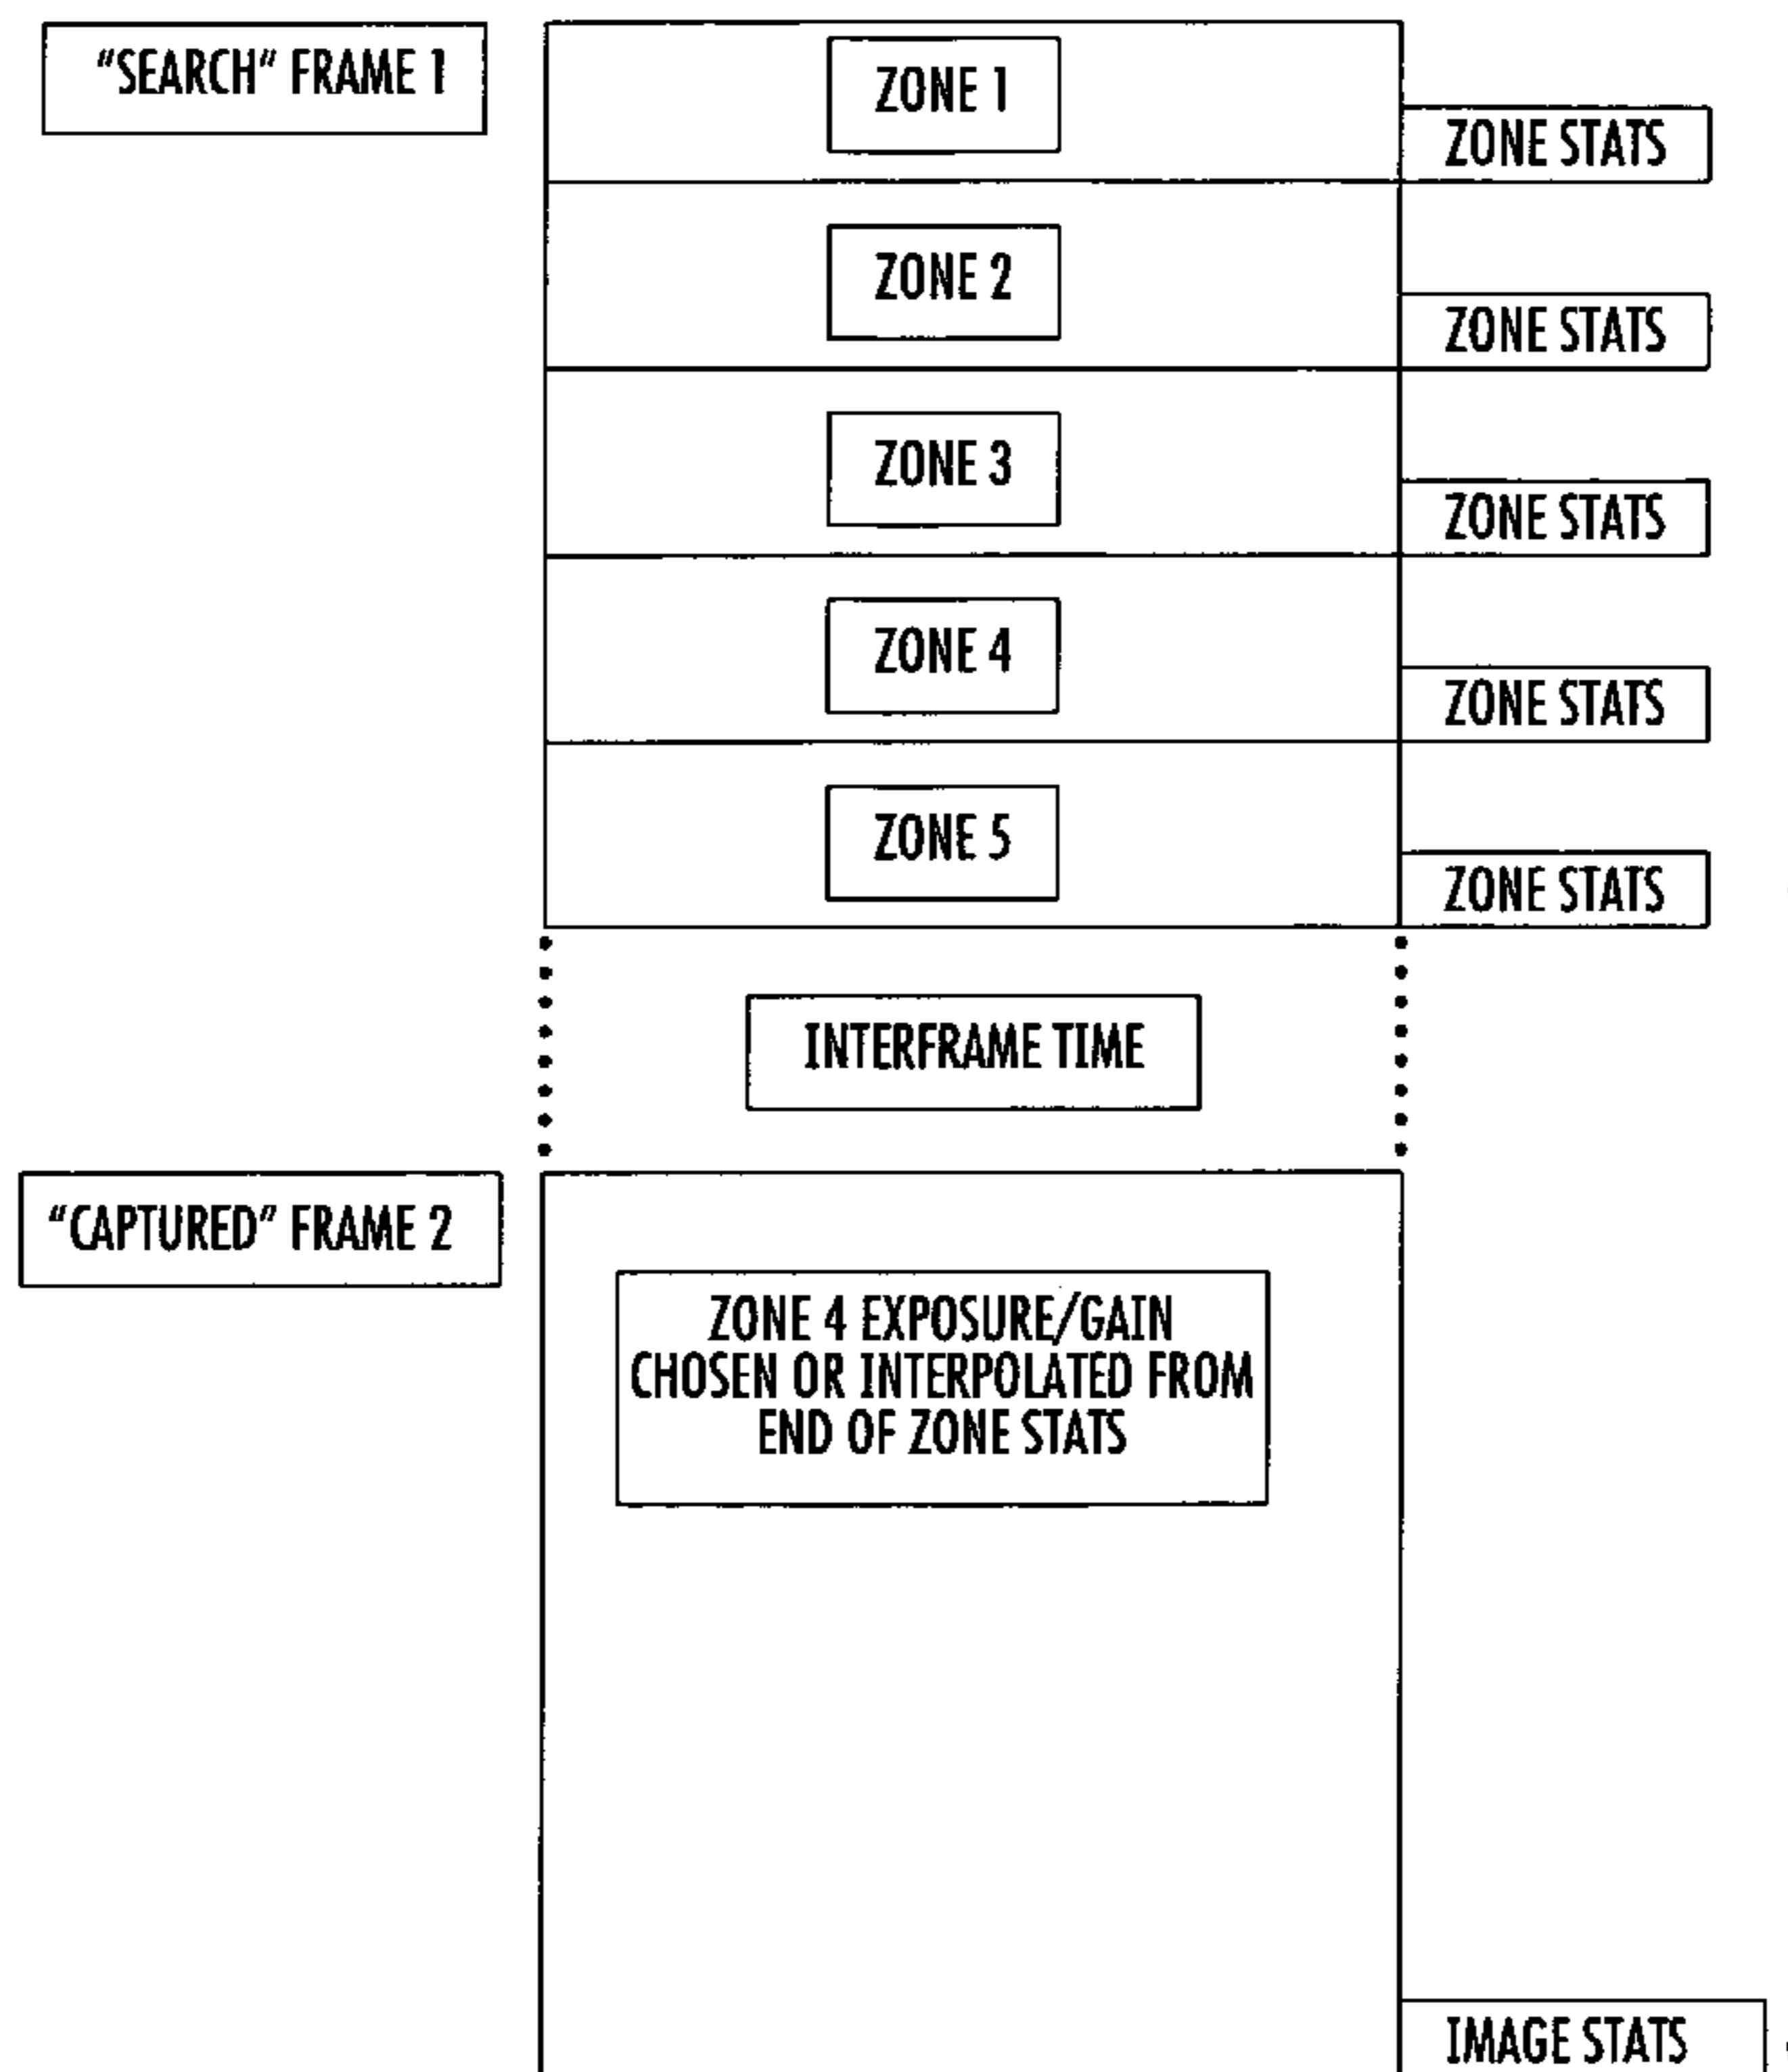 "SEARCH" FRAME 1
ZONE 1
ZONE STATS
ZONE 2
ZONE STATS
ZONE 3
ZONE STATS
ZONE 4
ZONE STATS
ZONE 5
ZONE STATS
INTERFRAME TIME
"CAPTURED" FRAME 2
ZONE 4 EXPOSURE/GAIN
CHOSEN OR INTERPOLATED FROM
END OF ZONE STATS
IMAGE STATS